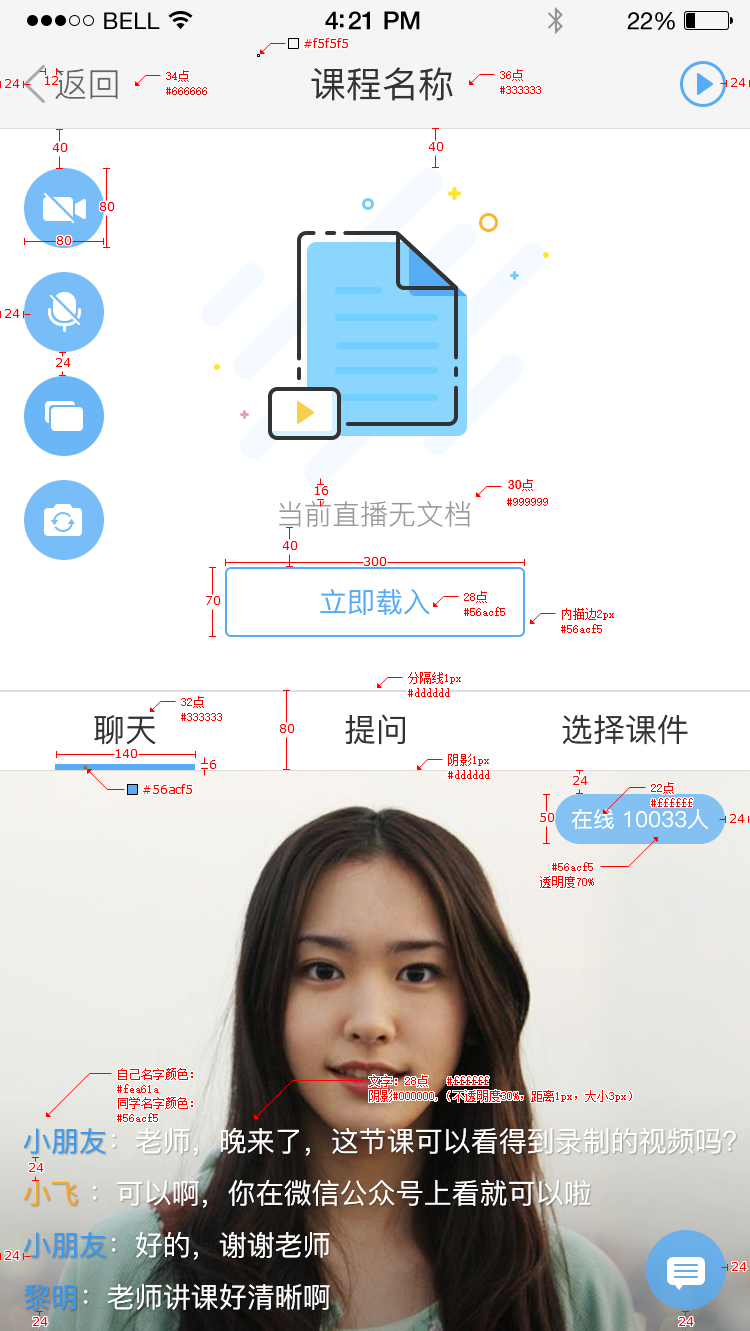 BELL 4:21 PM 22%
#f5f5f5
24 12 返回 34点 #666666 课程名称 36点 #333333 24
40 40
80
80
24
24
16
30点
#999999
当前直播无文档
40
300
70 立即载入 28点
#56acf5
内描边2px
#56acf5
分隔线1px
#dddddd
32点
#333333
聊天 80 提问 选择课件
140 6
阴影1px
#dddddd
#56acf5
24
22点
#ffffff
50 在线 10033人 24
#56acf5
透明度70%
自己名字颜色:
#fea61a
同学名字颜色:
#56acf5
文字: 28点 #ffffff
阴影#000000, (不透明度30%, 距离1px, 大小3px)
小朋友：老师，晚来了，这节课可以看得到录制的视频吗?
24
小飞 ：可以啊，你在微信公众号上看就可以啦
24 小朋友：好的，谢谢老师
24
黎明：老师讲课好清晰啊
24 24